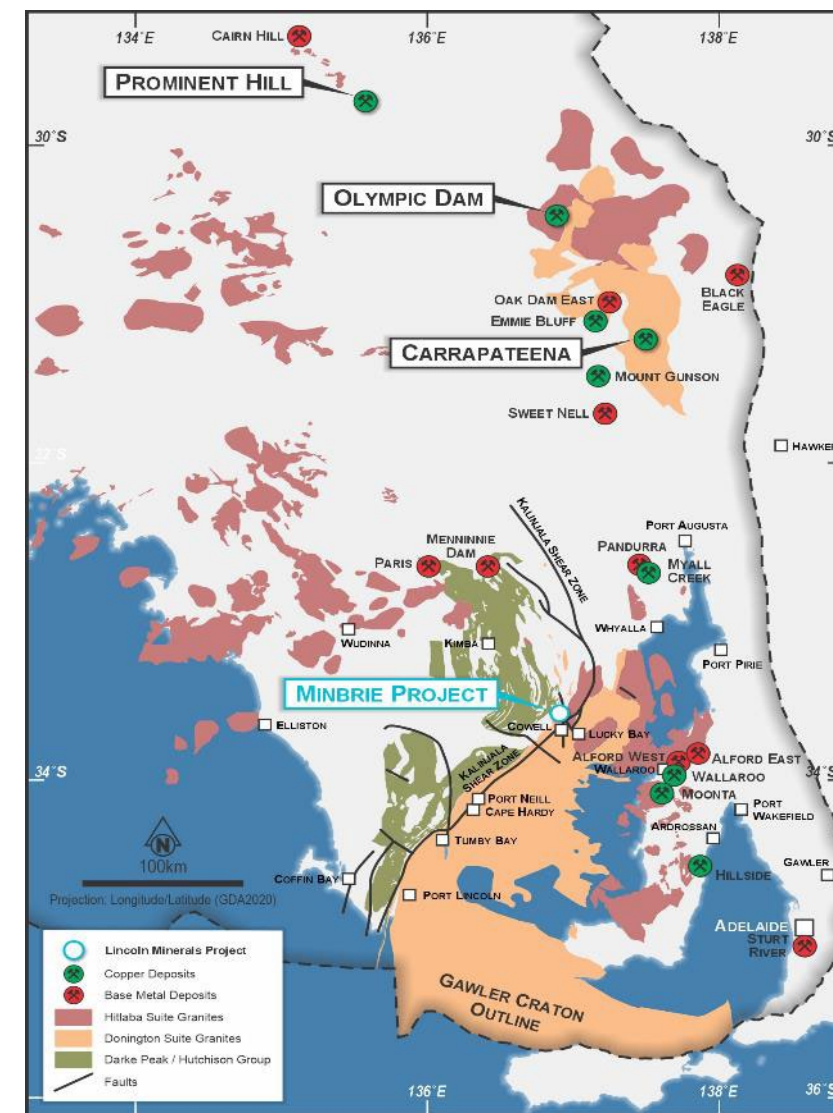 134°E
136°E
138°E
CAIRN HILL
PROMINENT HILL
30°S
30°
OLYMPIC DAM
BLACK
EAGLE
OAK DAM EAST
EMMIE BLUFF
CARRAPATEENA
MOUNT GUNSON
SWEET NELL
HAWKER
KALINJALA SHEAR ZONE
PORT AUGUSTA
MENNINNIE
DAM
PARIS
PANDURRA
MYALL
CREEK
WUDINNA
KIMBA
WHYALLA
PORT PIRIE
MINBRIE PROJECT
ELLISTON
COWELL
LUCKY BAY
ALFORD WEST
ALFORD EAST
WALLAROO
WALLAROO
MOONTA
34°S
34°
KALINJALA
SHEAR ZONE
PORT NEILL
CAPE HARDY
PORT
WAKEFIELD
ARDROSSAN
TUMBY BAY
N
100km
Projection: Longitude/Latitude (GDA2020)
COFFIN BAY
HILLSIDE
GAWLER
PORT LINCOLN
ADELAIDE
STURT
RIVER
GAWLER CRATON
OUTLINE
Lincoln Minerals Project
Copper Deposits
Base Metal Deposits
Hiltaba Suite Granites
Donington Suite Granites
Darke Peak / Hutchison Group
Faults
136°E
138°E
36°S